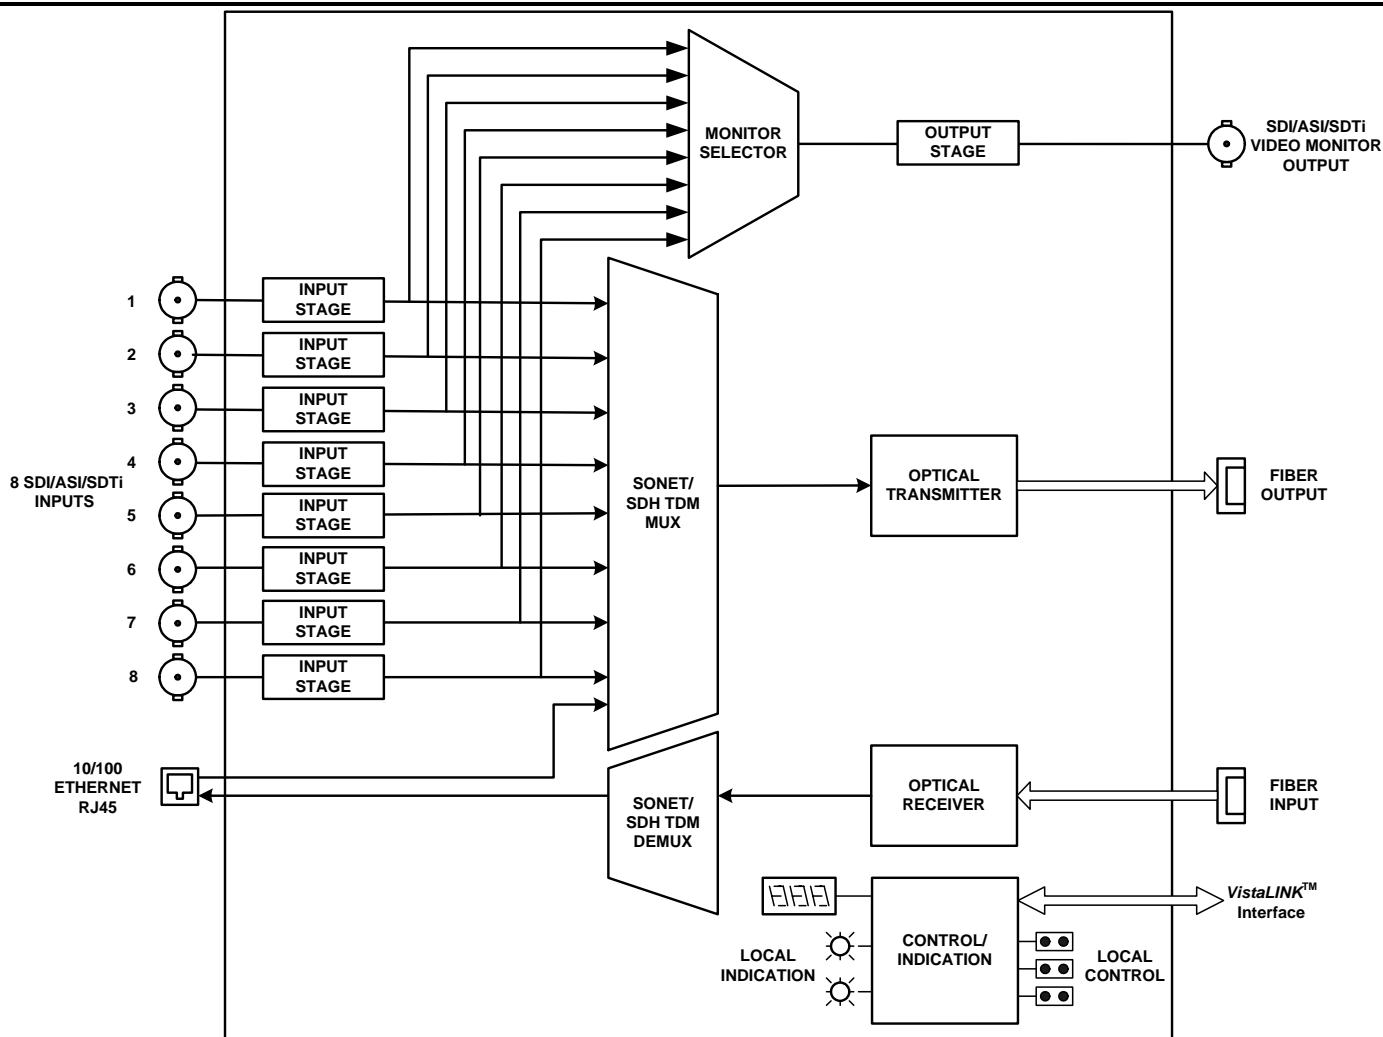 MONITOR
SELECTOR
OUTPUT
STAGE
SDI/ASI/SDTi
VIDEO MONITOR
OUTPUT
1
INPUT
STAGE
2
INPUT
STAGE
3
INPUT
STAGE
4
INPUT
STAGE
8 SDI/ASI/SDTi
INPUTS
5
INPUT
STAGE
6
INPUT
STAGE
7
INPUT
STAGE
8
INPUT
STAGE
SONET/
SDH TDM
MUX
OPTICAL
TRANSMITTER
FIBER
OUTPUT
10/100
ETHERNET
RJ45
SONET/
SDH TDM
DEMUX
OPTICAL
RECEIVER
FIBER
INPUT
LOCAL
INDICATION
CONTROL/
INDICATION
LOCAL
CONTROL
VistaLINK™
Interface